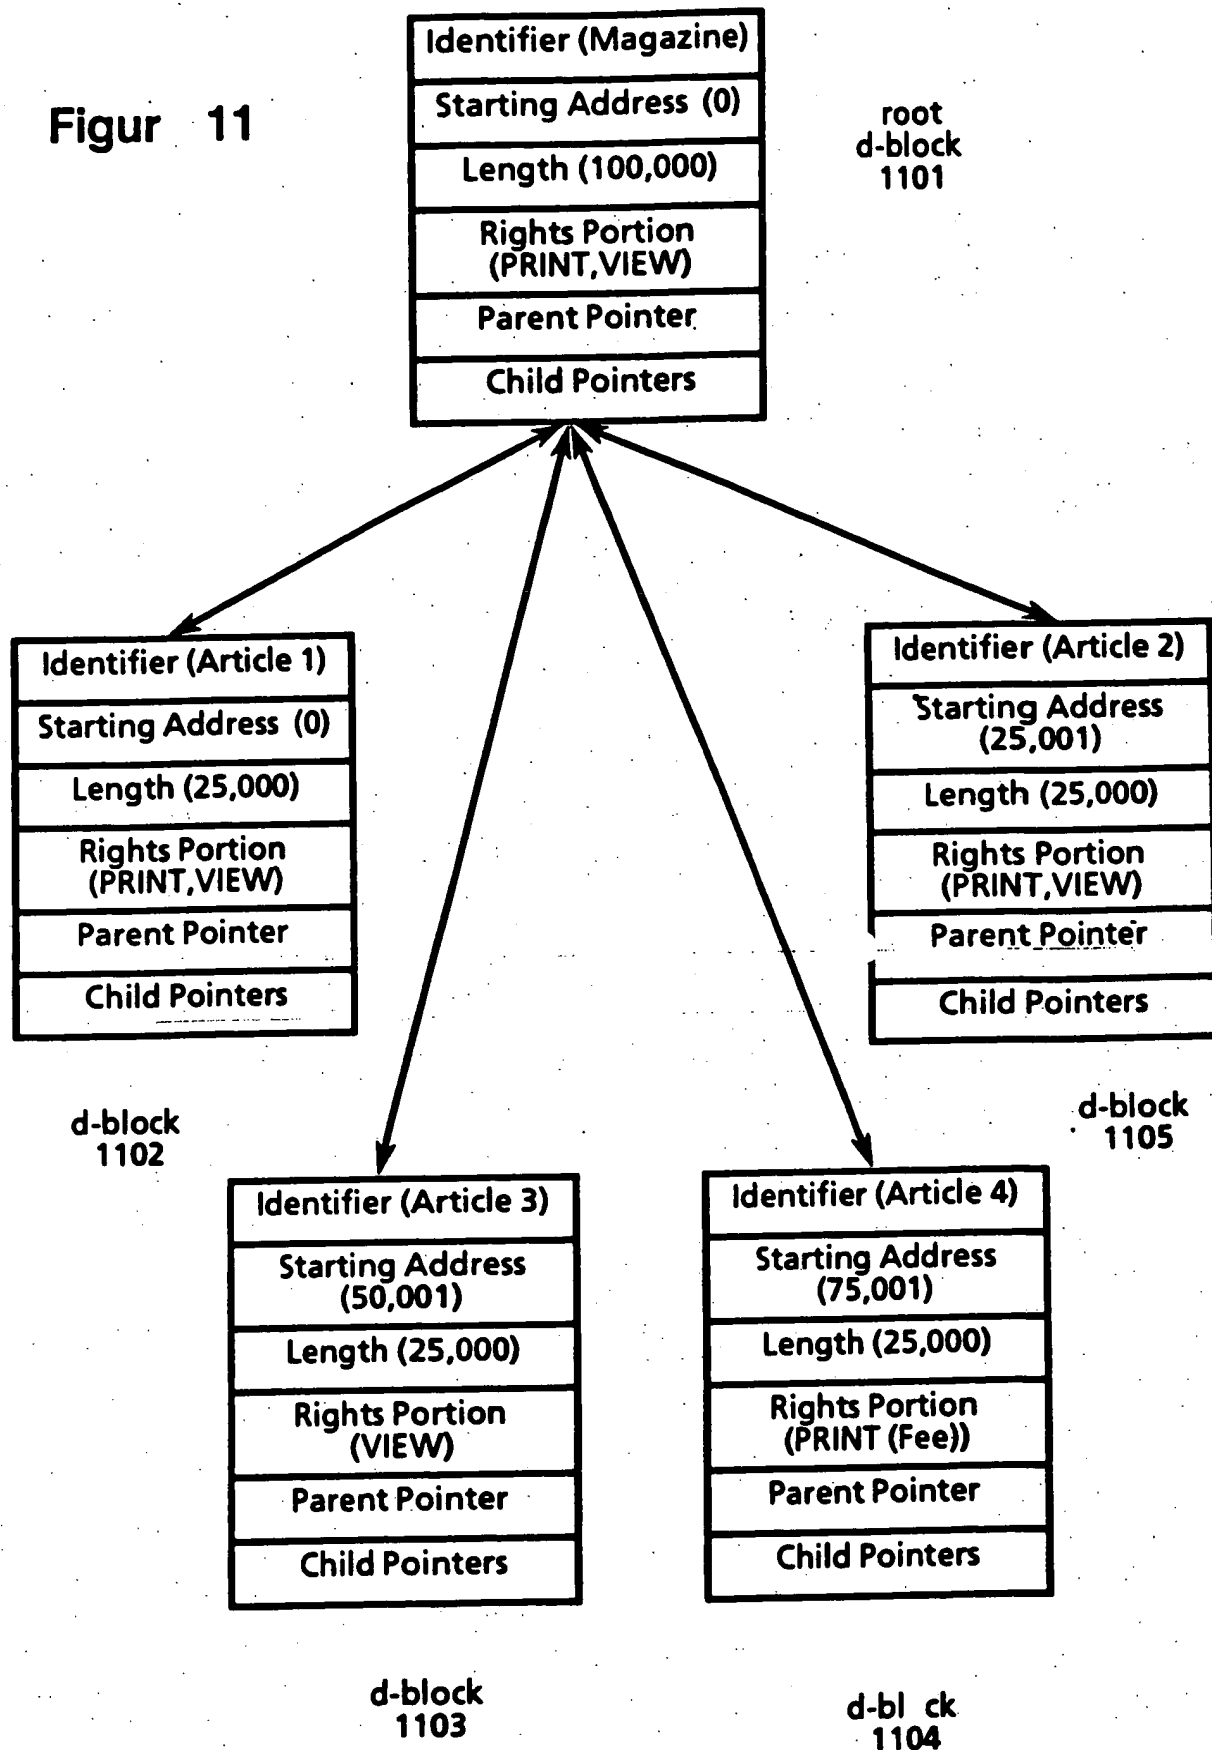 Figur 11
Identifier (Magazine)
Starting Address (0)
Length (100,000)
Rights Portion
(PRINT,VIEW)
Parent Pointer
Child Pointers
root
d-block
1101
Identifier (Article 1)
Starting Address (0)
Length (25,000)
Rights Portion
(PRINT,VIEW)
Parent Pointer
Child Pointers
d-block
1102
Identifier (Article 2)
Starting Address
(25,001)
Length (25,000)
Rights Portion
(PRINT,VIEW)
Parent Pointer
Child Pointers
d-block
1105
Identifier (Article 3)
Starting Address
(50,001)
Length (25,000)
Rights Portion
(VIEW)
Parent Pointer
Child Pointers
d-block
1103
Identifier (Article 4)
Starting Address
(75,001)
Length (25,000)
Rights Portion
(PRINT (Fee))
Parent Pointer
Child Pointers
d-bl ck
1104